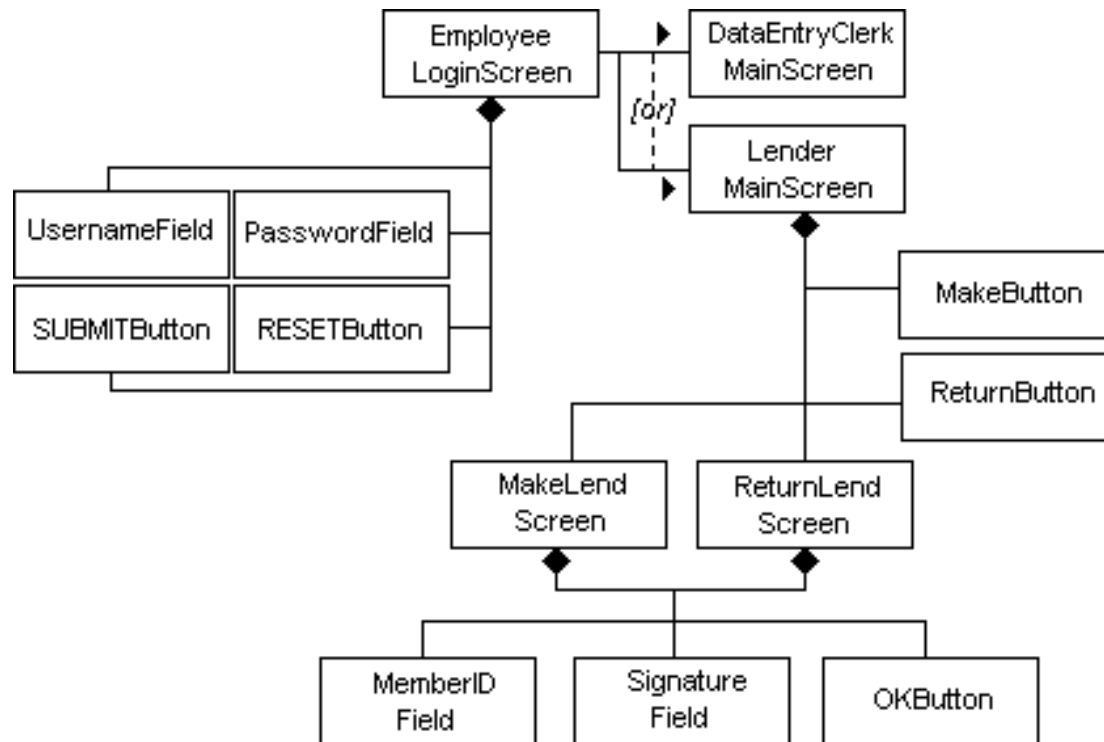 Employee
LoginScreen
DataEntryClerk
MainScreen
[or]
Lender
MainScreen
UsernameField
PasswordField
SUBMITButton
RESETButton
MakeButton
ReturnButton
MakeLend
Screen
ReturnLend
Screen
MemberID
Field
Signature
Field
OKButton